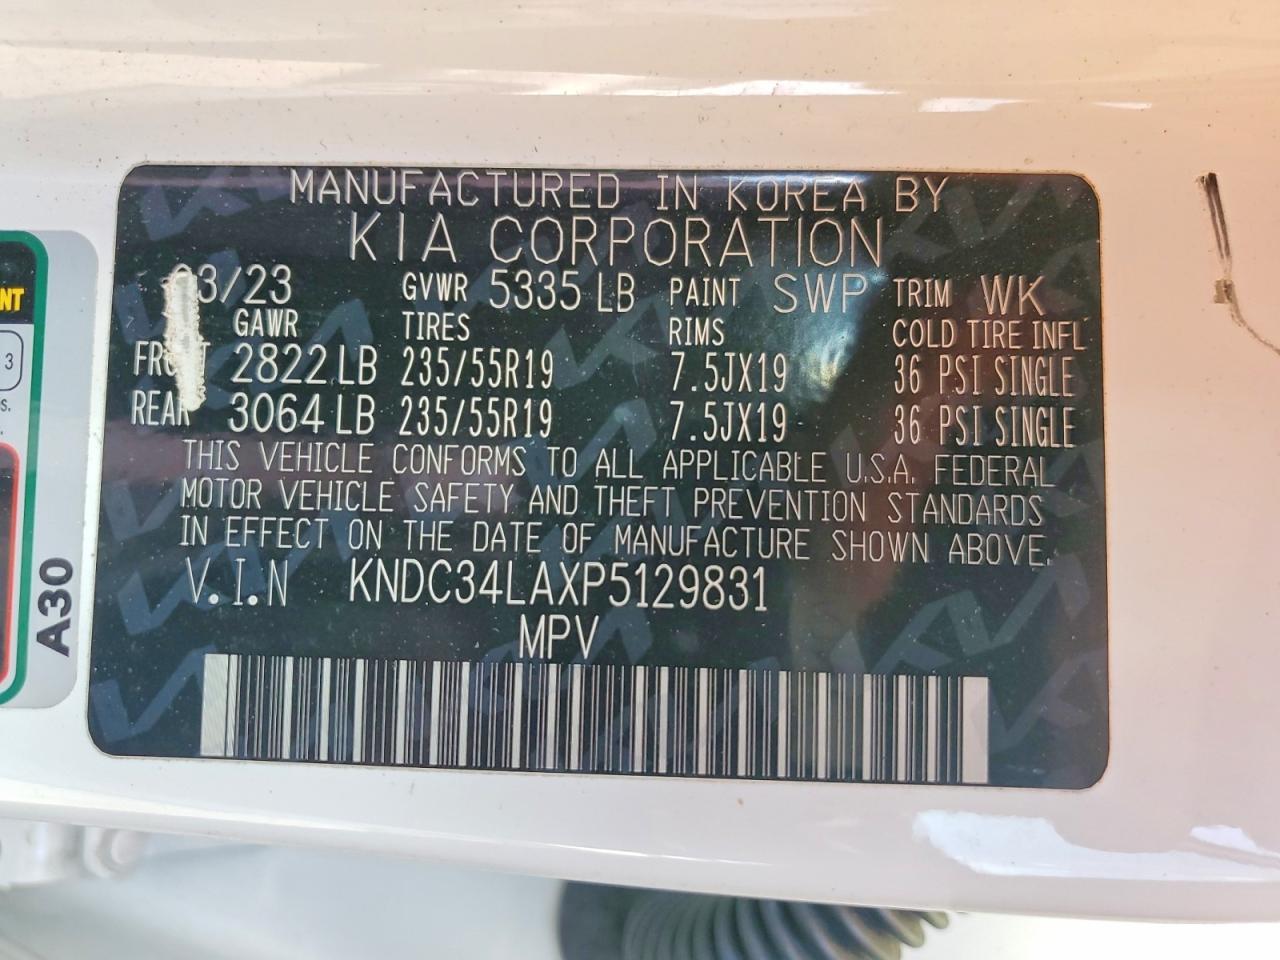 MANUFACTURED IN KOREA BY
KIA CORPORATION
03/23 GVWR 5335 LB PAINT SWP TRIM WK
GAWR TIRES RIMS COLD TIRE INFL
FRONT 2822 LB 235/55R19 7.5JX19 36 PSI SINGLE
REAR 3064 LB 235/55R19 7.5JX19 36 PSI SINGLE
THIS VEHICLE CONFORMS TO ALL APPLICABLE U.S.A. FEDERAL
MOTOR VEHICLE SAFETY AND THEFT PREVENTION STANDARDS
IN EFFECT ON THE DATE OF MANUFACTURE SHOWN ABOVE.
V.I.N KNDC34LAXP5129831
MPV
A30
3